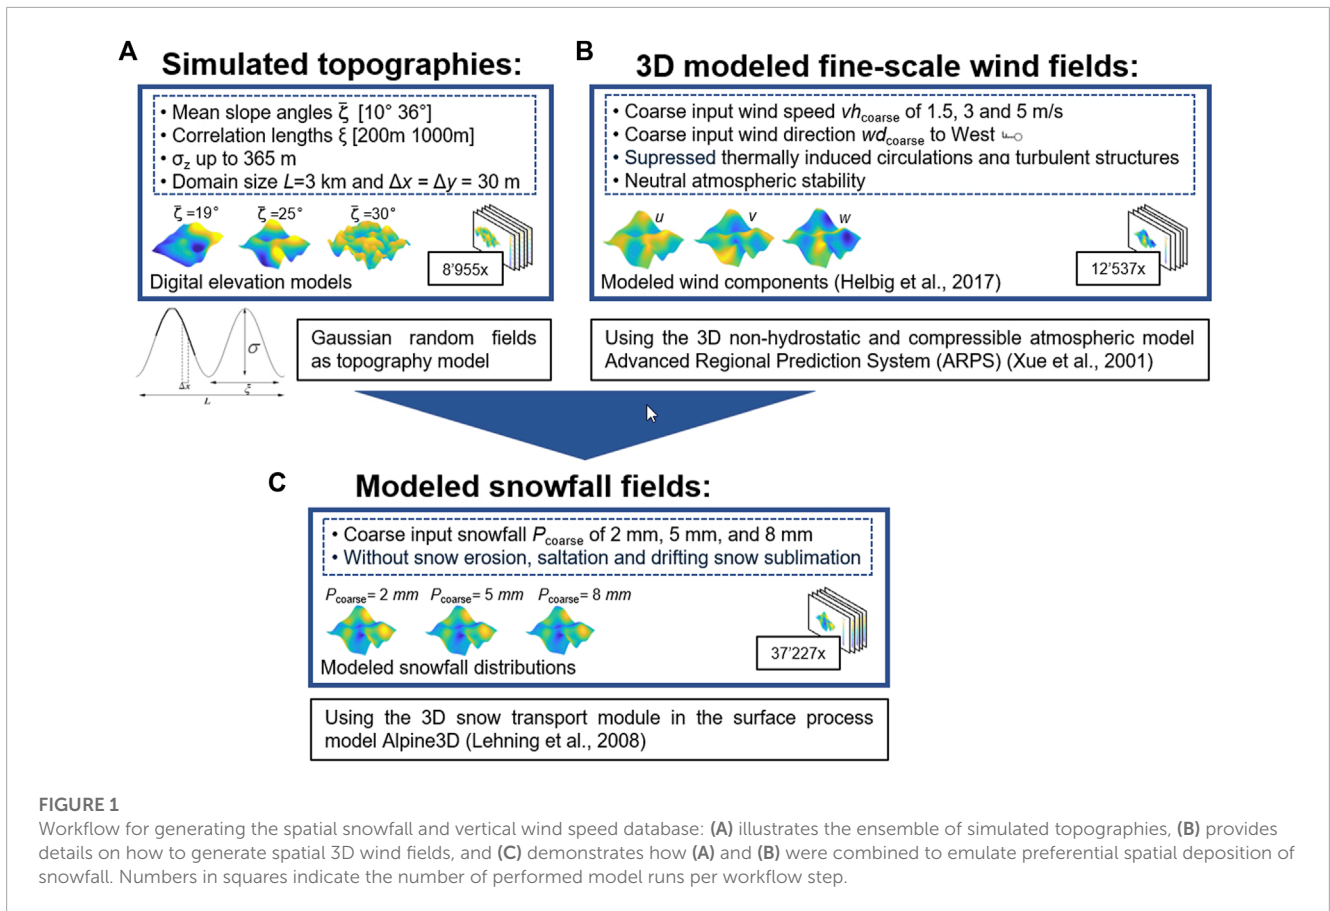 A
Simulated topographies:
• Mean slope angles ζ̅ [10° 36°]
• Correlation lengths ξ [200m 1000m]
• σz up to 365 m
• Domain size L=3 km and Δx = Δy = 30 m
ζ̅ =19° ζ̅ =25° ζ̅ =30°
8'955x
Digital elevation models
σ
Δx
ξ
L
Gaussian random fields
as topography model
B
3D modeled fine-scale wind fields:
• Coarse input wind speed vhcoarse of 1.5, 3 and 5 m/s
• Coarse input wind direction wdcoarse to West
• Supressed thermally induced circulations and turbulent structures
• Neutral atmospheric stability
u v w
12'537x
Modeled wind components (Helbig et al., 2017)
Using the 3D non-hydrostatic and compressible atmospheric model
Advanced Regional Prediction System (ARPS) (Xue et al., 2001)
C
Modeled snowfall fields:
• Coarse input snowfall Pcoarse of 2 mm, 5 mm, and 8 mm
• Without snow erosion, saltation and drifting snow sublimation
Pcoarse= 2 mm Pcoarse= 5 mm Pcoarse= 8 mm
37'227x
Modeled snowfall distributions
Using the 3D snow transport module in the surface process
model Alpine3D (Lehning et al., 2008)
FIGURE 1
Workflow for generating the spatial snowfall and vertical wind speed database: (A) illustrates the ensemble of simulated topographies, (B) provides
details on how to generate spatial 3D wind fields, and (C) demonstrates how (A) and (B) were combined to emulate preferential spatial deposition of
snowfall. Numbers in squares indicate the number of performed model runs per workflow step.